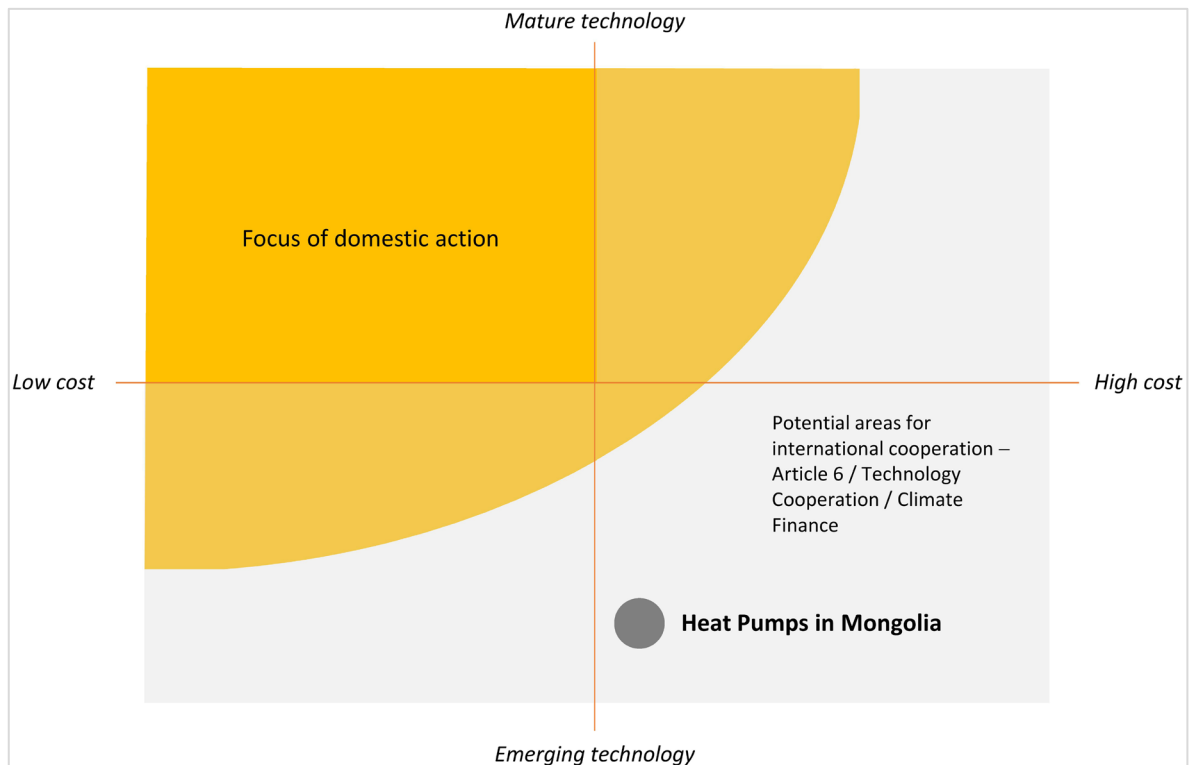 Mature technology
Focus of domestic action
Low cost
High cost
Potential areas for
international cooperation –
Article 6 / Technology
Cooperation / Climate
Finance
Heat Pumps in Mongolia
Emerging technology